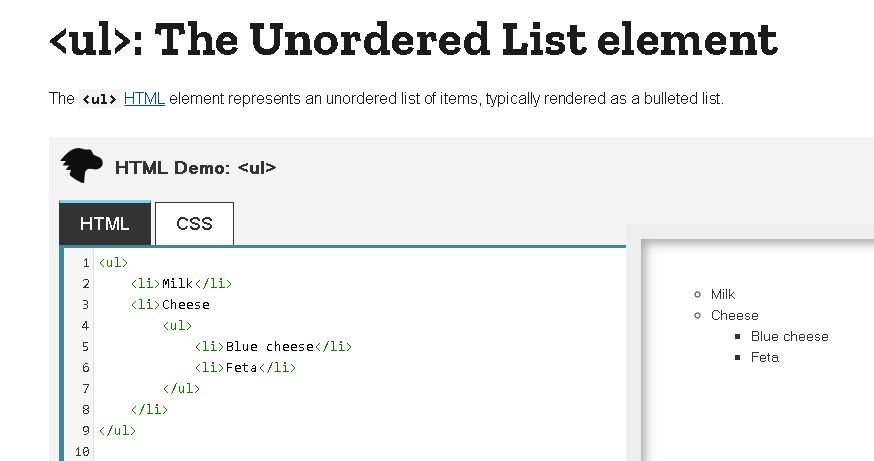 <ul>: The Unordered List element
The <ul> HTML element represents an unordered list of items, typically rendered as a bulleted list.
HTML Demo: <ul>
HTML CSS
1 <ul>
2     <li>Milk</li>
3     <li>Cheese
4         <ul>
5             <li>Blue cheese</li>
6             <li>Feta</li>
7         </ul>
8     </li>
9 </ul>
10
Milk
Cheese
Blue cheese
Feta